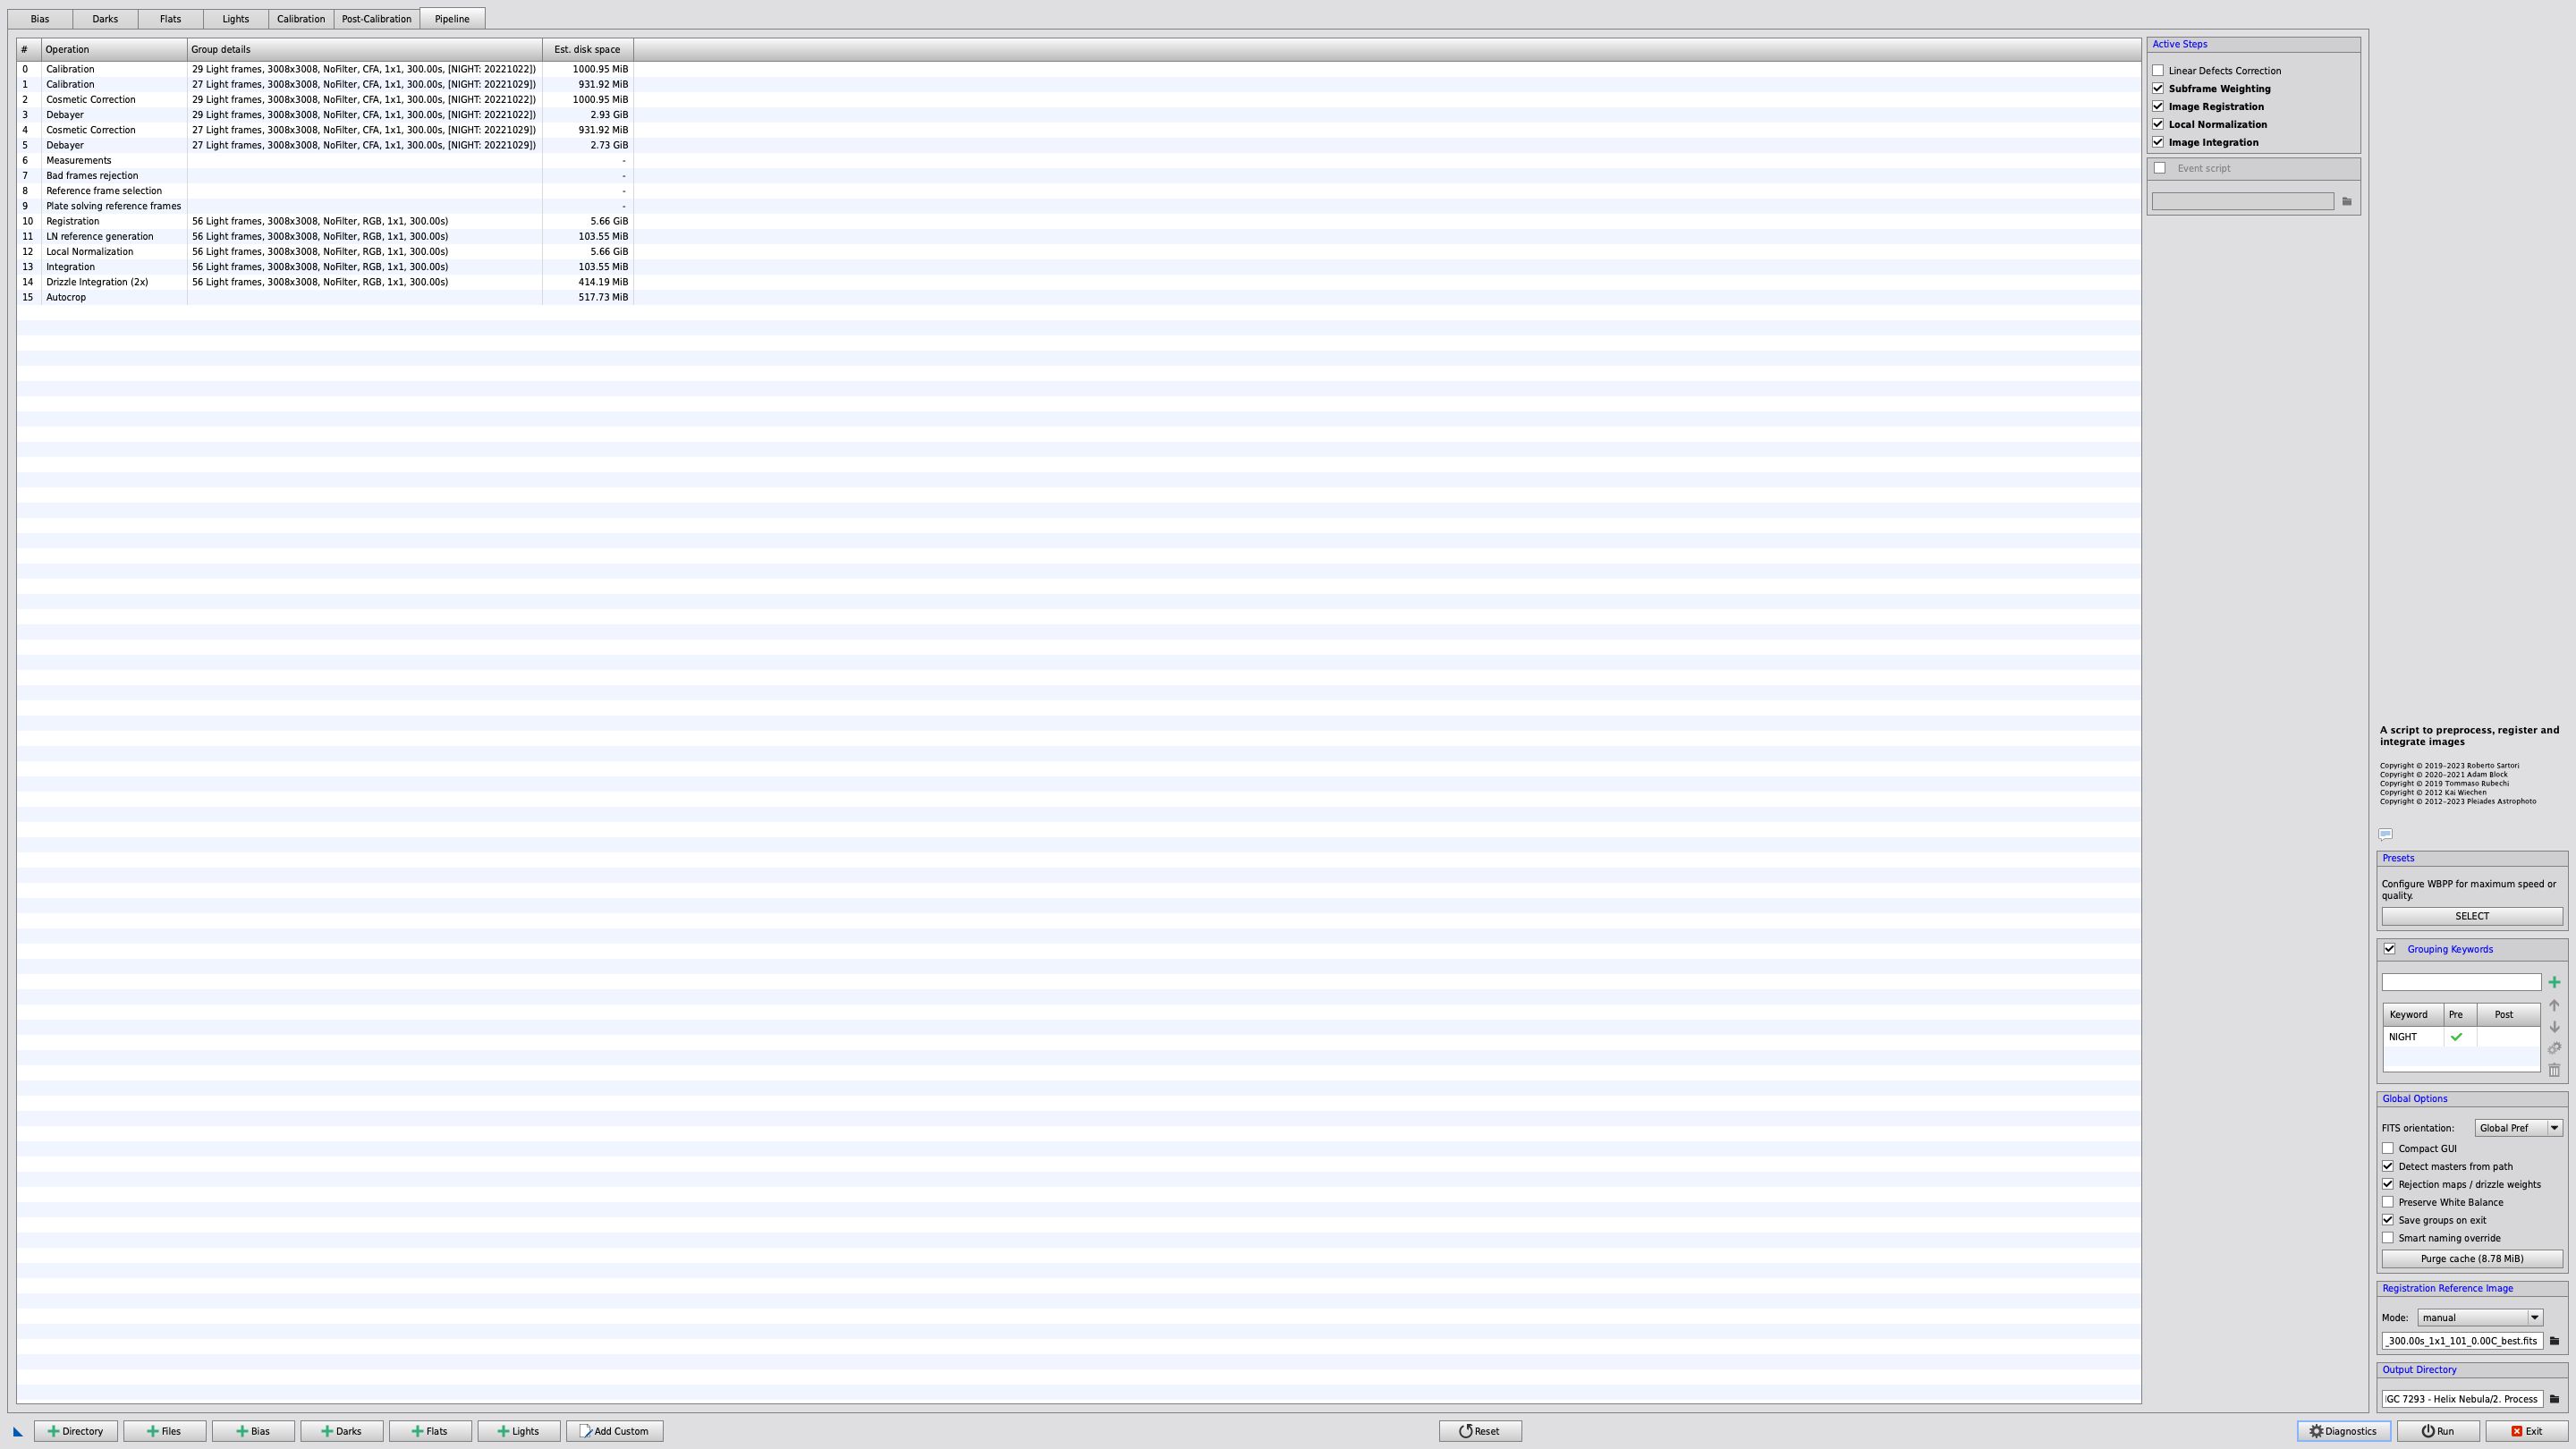 Bias Darks Flats Lights Calibration Post-Calibration Pipeline
# Operation Group details Est. disk space
0 Calibration 29 Light frames, 3008x3008, NoFilter, CFA, 1x1, 300.00s, [NIGHT: 20221022]) 1000.95 MiB
1 Calibration 27 Light frames, 3008x3008, NoFilter, CFA, 1x1, 300.00s, [NIGHT: 20221029]) 931.92 MiB
2 Cosmetic Correction 29 Light frames, 3008x3008, NoFilter, CFA, 1x1, 300.00s, [NIGHT: 20221022]) 1000.95 MiB
3 Debayer 29 Light frames, 3008x3008, NoFilter, CFA, 1x1, 300.00s, [NIGHT: 20221022]) 2.93 GiB
4 Cosmetic Correction 27 Light frames, 3008x3008, NoFilter, CFA, 1x1, 300.00s, [NIGHT: 20221029]) 931.92 MiB
5 Debayer 27 Light frames, 3008x3008, NoFilter, CFA, 1x1, 300.00s, [NIGHT: 20221029]) 2.73 GiB
6 Measurements -
7 Bad frames rejection -
8 Reference frame selection -
9 Plate solving reference frames -
10 Registration 56 Light frames, 3008x3008, NoFilter, RGB, 1x1, 300.00s) 5.66 GiB
11 LN reference generation 56 Light frames, 3008x3008, NoFilter, RGB, 1x1, 300.00s) 103.55 MiB
12 Local Normalization 56 Light frames, 3008x3008, NoFilter, RGB, 1x1, 300.00s) 5.66 GiB
13 Integration 56 Light frames, 3008x3008, NoFilter, RGB, 1x1, 300.00s) 103.55 MiB
14 Drizzle Integration (2x) 56 Light frames, 3008x3008, NoFilter, RGB, 1x1, 300.00s) 414.19 MiB
15 Autocrop 517.73 MiB
Active Steps
Linear Defects Correction
Subframe Weighting
Image Registration
Local Normalization
Image Integration
Event script
A script to preprocess, register and
integrate images
Copyright © 2019-2023 Roberto Sartori
Copyright © 2020-2021 Adam Block
Copyright © 2019 Tommaso Rubechi
Copyright © 2012 Kai Wiechen
Copyright © 2012-2023 Pleiades Astrophoto
Presets
Configure WBPP for maximum speed or
quality.
SELECT
Grouping Keywords
Keyword Pre Post
NIGHT
Global Options
FITS orientation: Global Pref
Compact GUI
Detect masters from path
Rejection maps / drizzle weights
Preserve White Balance
Save groups on exit
Smart naming override
Purge cache (8.78 MiB)
Registration Reference Image
Mode: manual
_300.00s_1x1_101_0.00C_best.fits
Output Directory
GC 7293 - Helix Nebula/2. Process
Directory Files Bias Darks Flats Lights Add Custom Reset Diagnostics Run Exit